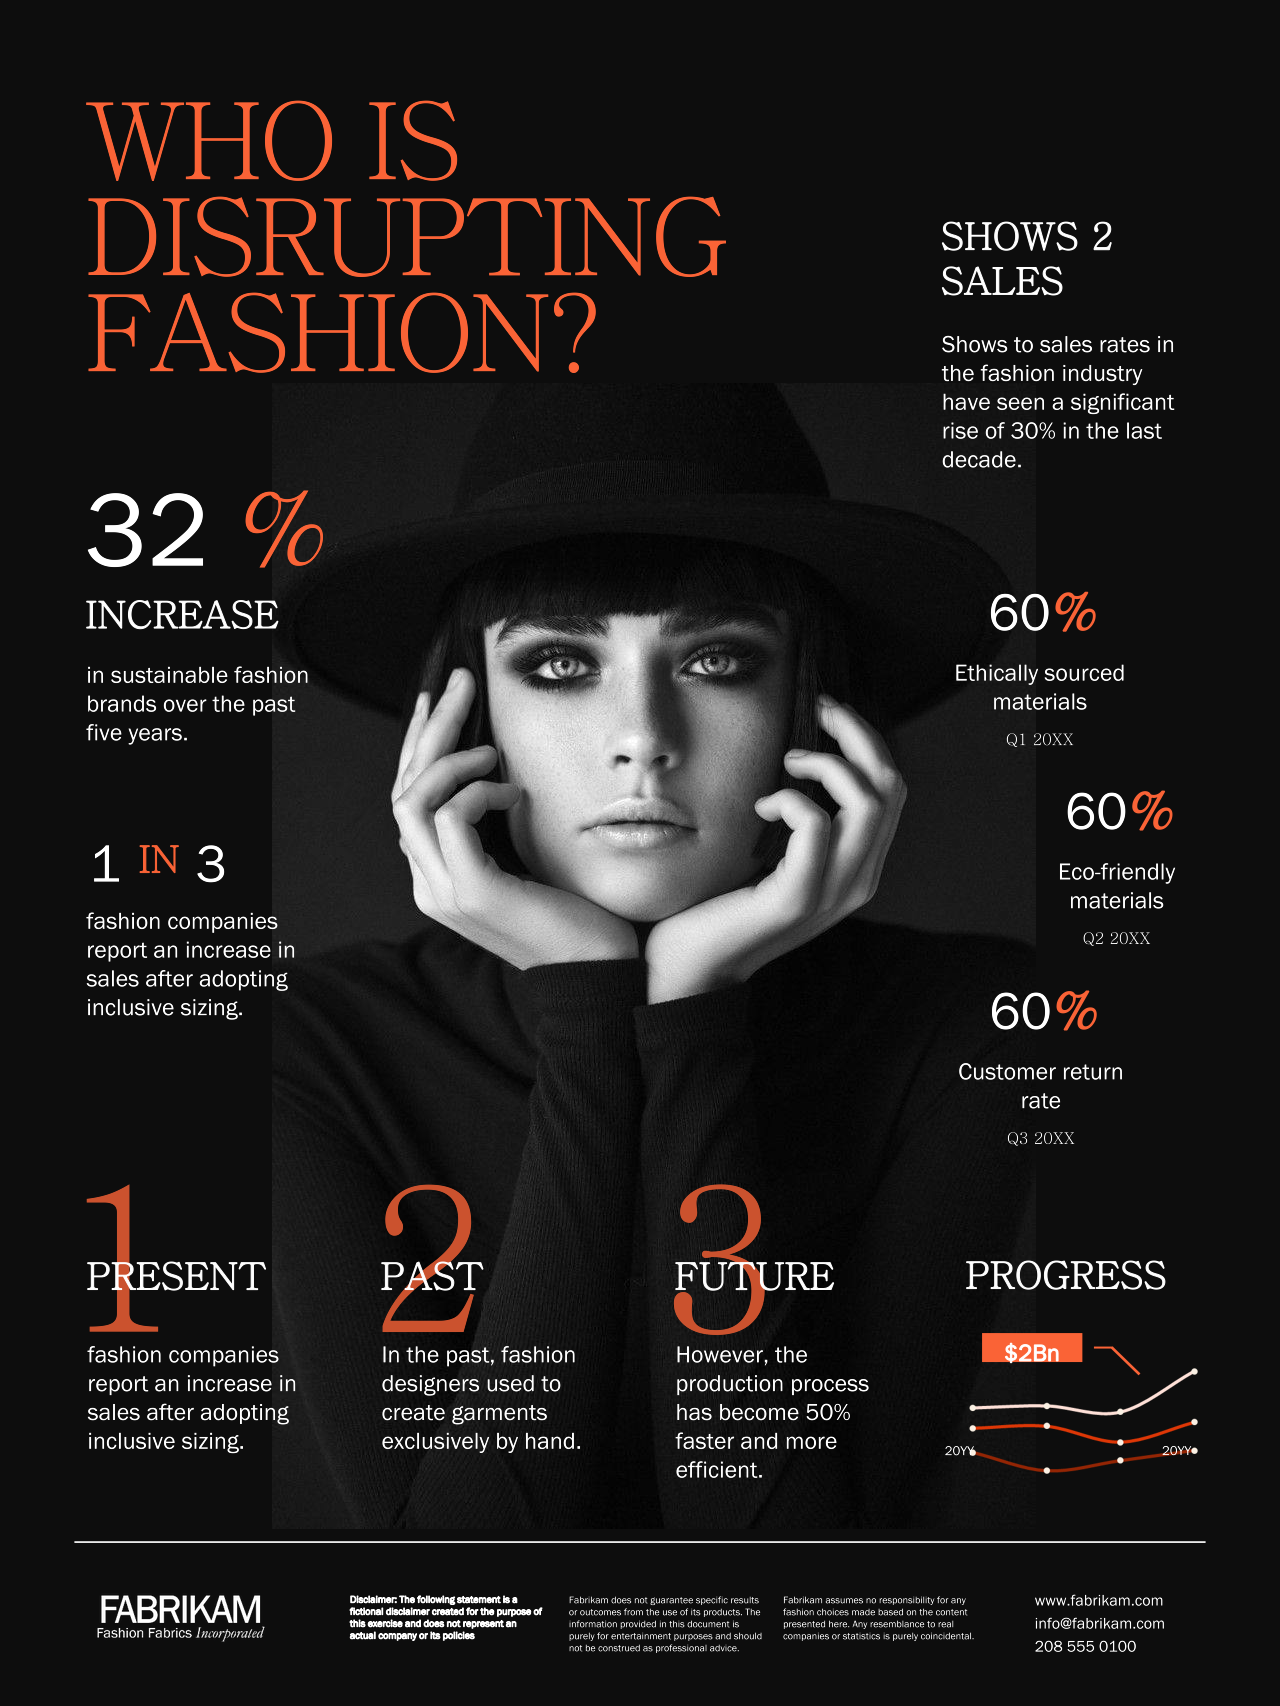 WHO IS
DISRUPTING
FASHION?
SHOWS 2
SALES
Shows to sales rates in
the fashion industry
have seen a significant
rise of 30% in the last
decade.
32 %
INCREASE
in sustainable fashion
brands over the past
five years.
1 IN 3
fashion companies
report an increase in
sales after adopting
inclusive sizing.
60%
Ethically sourced
materials
Q1 20XX
60%
Eco-friendly
materials
Q2 20XX
60%
Customer return
rate
Q3 20XX
1
PRESENT
fashion companies
report an increase in
sales after adopting
inclusive sizing.
2
PAST
In the past, fashion
designers used to
create garments
exclusively by hand.
3
FUTURE
However, the
production process
has become 50%
faster and more
efficient.
PROGRESS
$2Bn
20YY
20YY
FABRIKAM
Fashion Fabrics Incorporated
Disclaimer: The following statement is a
fictional disclaimer created for the purpose of
this exercise and does not represent an
actual company or its policies
Fabrikam does not guarantee specific results
or outcomes from the use of its products. The
information provided in this document is
purely for entertainment purposes and should
not be construed as professional advice.
Fabrikam assumes no responsibility for any
fashion choices made based on the content
presented here. Any resemblance to real
companies or statistics is purely coincidental.
www.fabrikam.com
info@fabrikam.com
208 555 0100